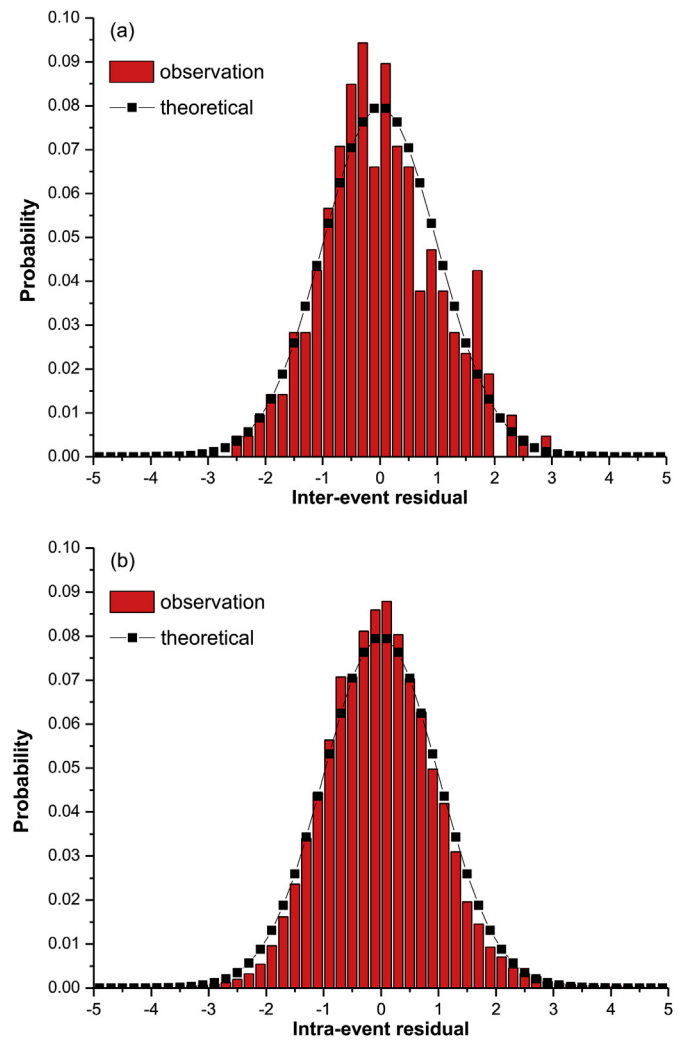 (a)
observation
theoretical
0.10
0.09
0.08
0.07
0.06
0.05
0.04
0.03
0.02
0.01
0.00
Probability
-5 -4 -3 -2 -1 0 1 2 3 4 5
Inter-event residual
(b)
observation
theoretical
0.10
0.09
0.08
0.07
0.06
0.05
0.04
0.03
0.02
0.01
0.00
Probability
-5 -4 -3 -2 -1 0 1 2 3 4 5
Intra-event residual